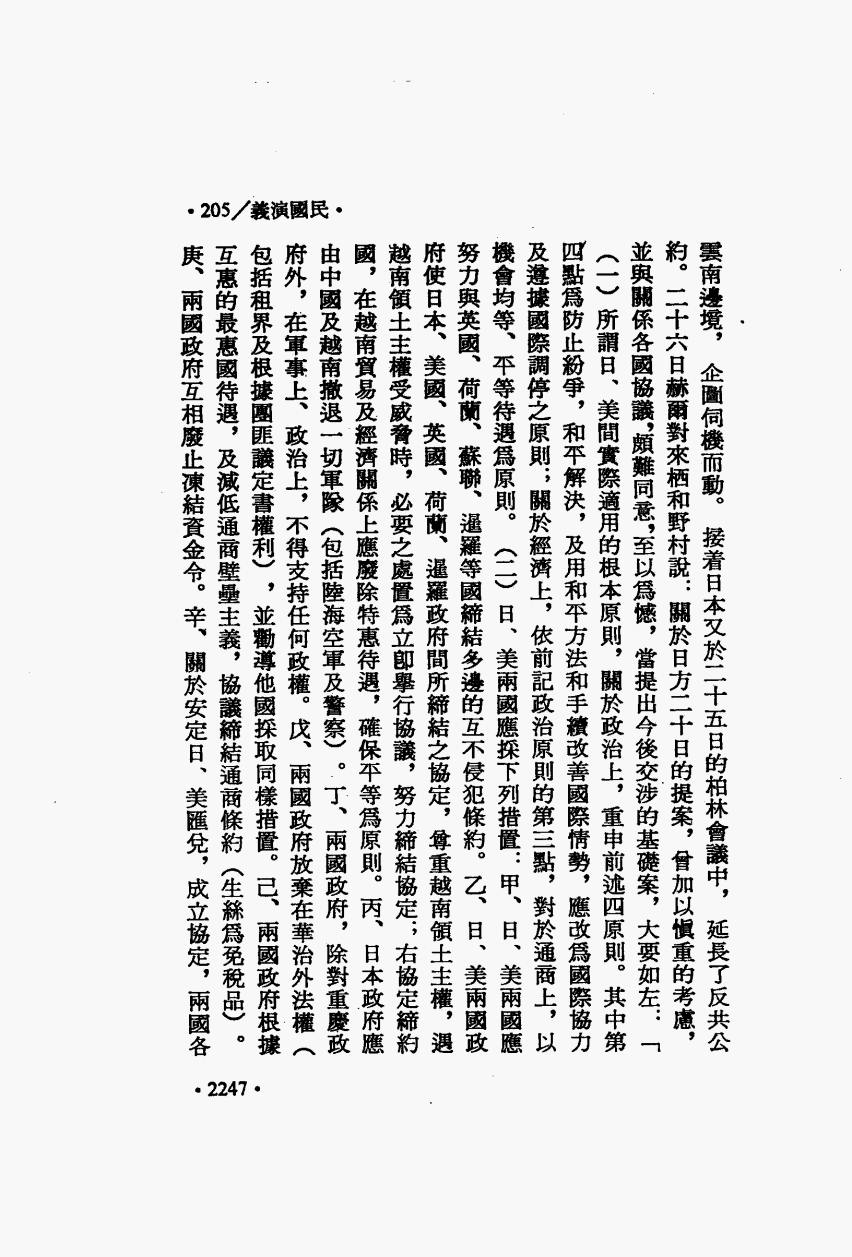 •205／義演國民•
雲南邊境，企圖伺機而動。接着日本又於二十五日的柏林會議中，延長了反共公
約。二十六日赫爾對來栖和野村說：關於日方二十日的提案，曾加以愼重的考慮，
並與關係各國協議，頗難同意，至以爲憾，當提出今後交涉的基礎案，大要如左：「
（一）所謂日、美間實際適用的根本原則，關於政治上，重申前述四原則。其中第
四點爲防止紛爭，和平解決，及用和平方法和手續改善國際情勢，應改爲國際協力
及遵據國際調停之原則；關於經濟上，依前記政治原則的第三點，對於通商上，以
機會均等、平等待遇爲原則。（二）日、美兩國應採下列措置：甲、日、美兩國應
努力與英國、荷蘭、蘇聯、暹羅等國締結多邊的互不侵犯條約。乙、日、美兩國政
府使日本、美國、英國、荷蘭、暹羅政府間所締結之協定，尊重越南領土主權，遇
越南領土主權受威脅時，必要之處置爲立卽舉行協議，努力締結協定；右協定締約
國，在越南貿易及經濟關係上應廢除特惠待遇，確保平等爲原則。丙、日本政府應
由中國及越南撤退一切軍隊（包括陸海空軍及警察）。丁、兩國政府，除對重慶政
府外，在軍事上、政治上，不得支持任何政權。戊、兩國政府放棄在華治外法權（
包括租界及根據團匪議定書權利），並勸導他國採取同樣措置。己、兩國政府根據
互惠的最惠國待遇，及減低通商壁壘主義，協議締結通商條約（生絲爲免稅品）。
庚、兩國政府互相廢止凍結資金令。辛、關於安定日、美匯兌，成立協定，兩國各
•2247•